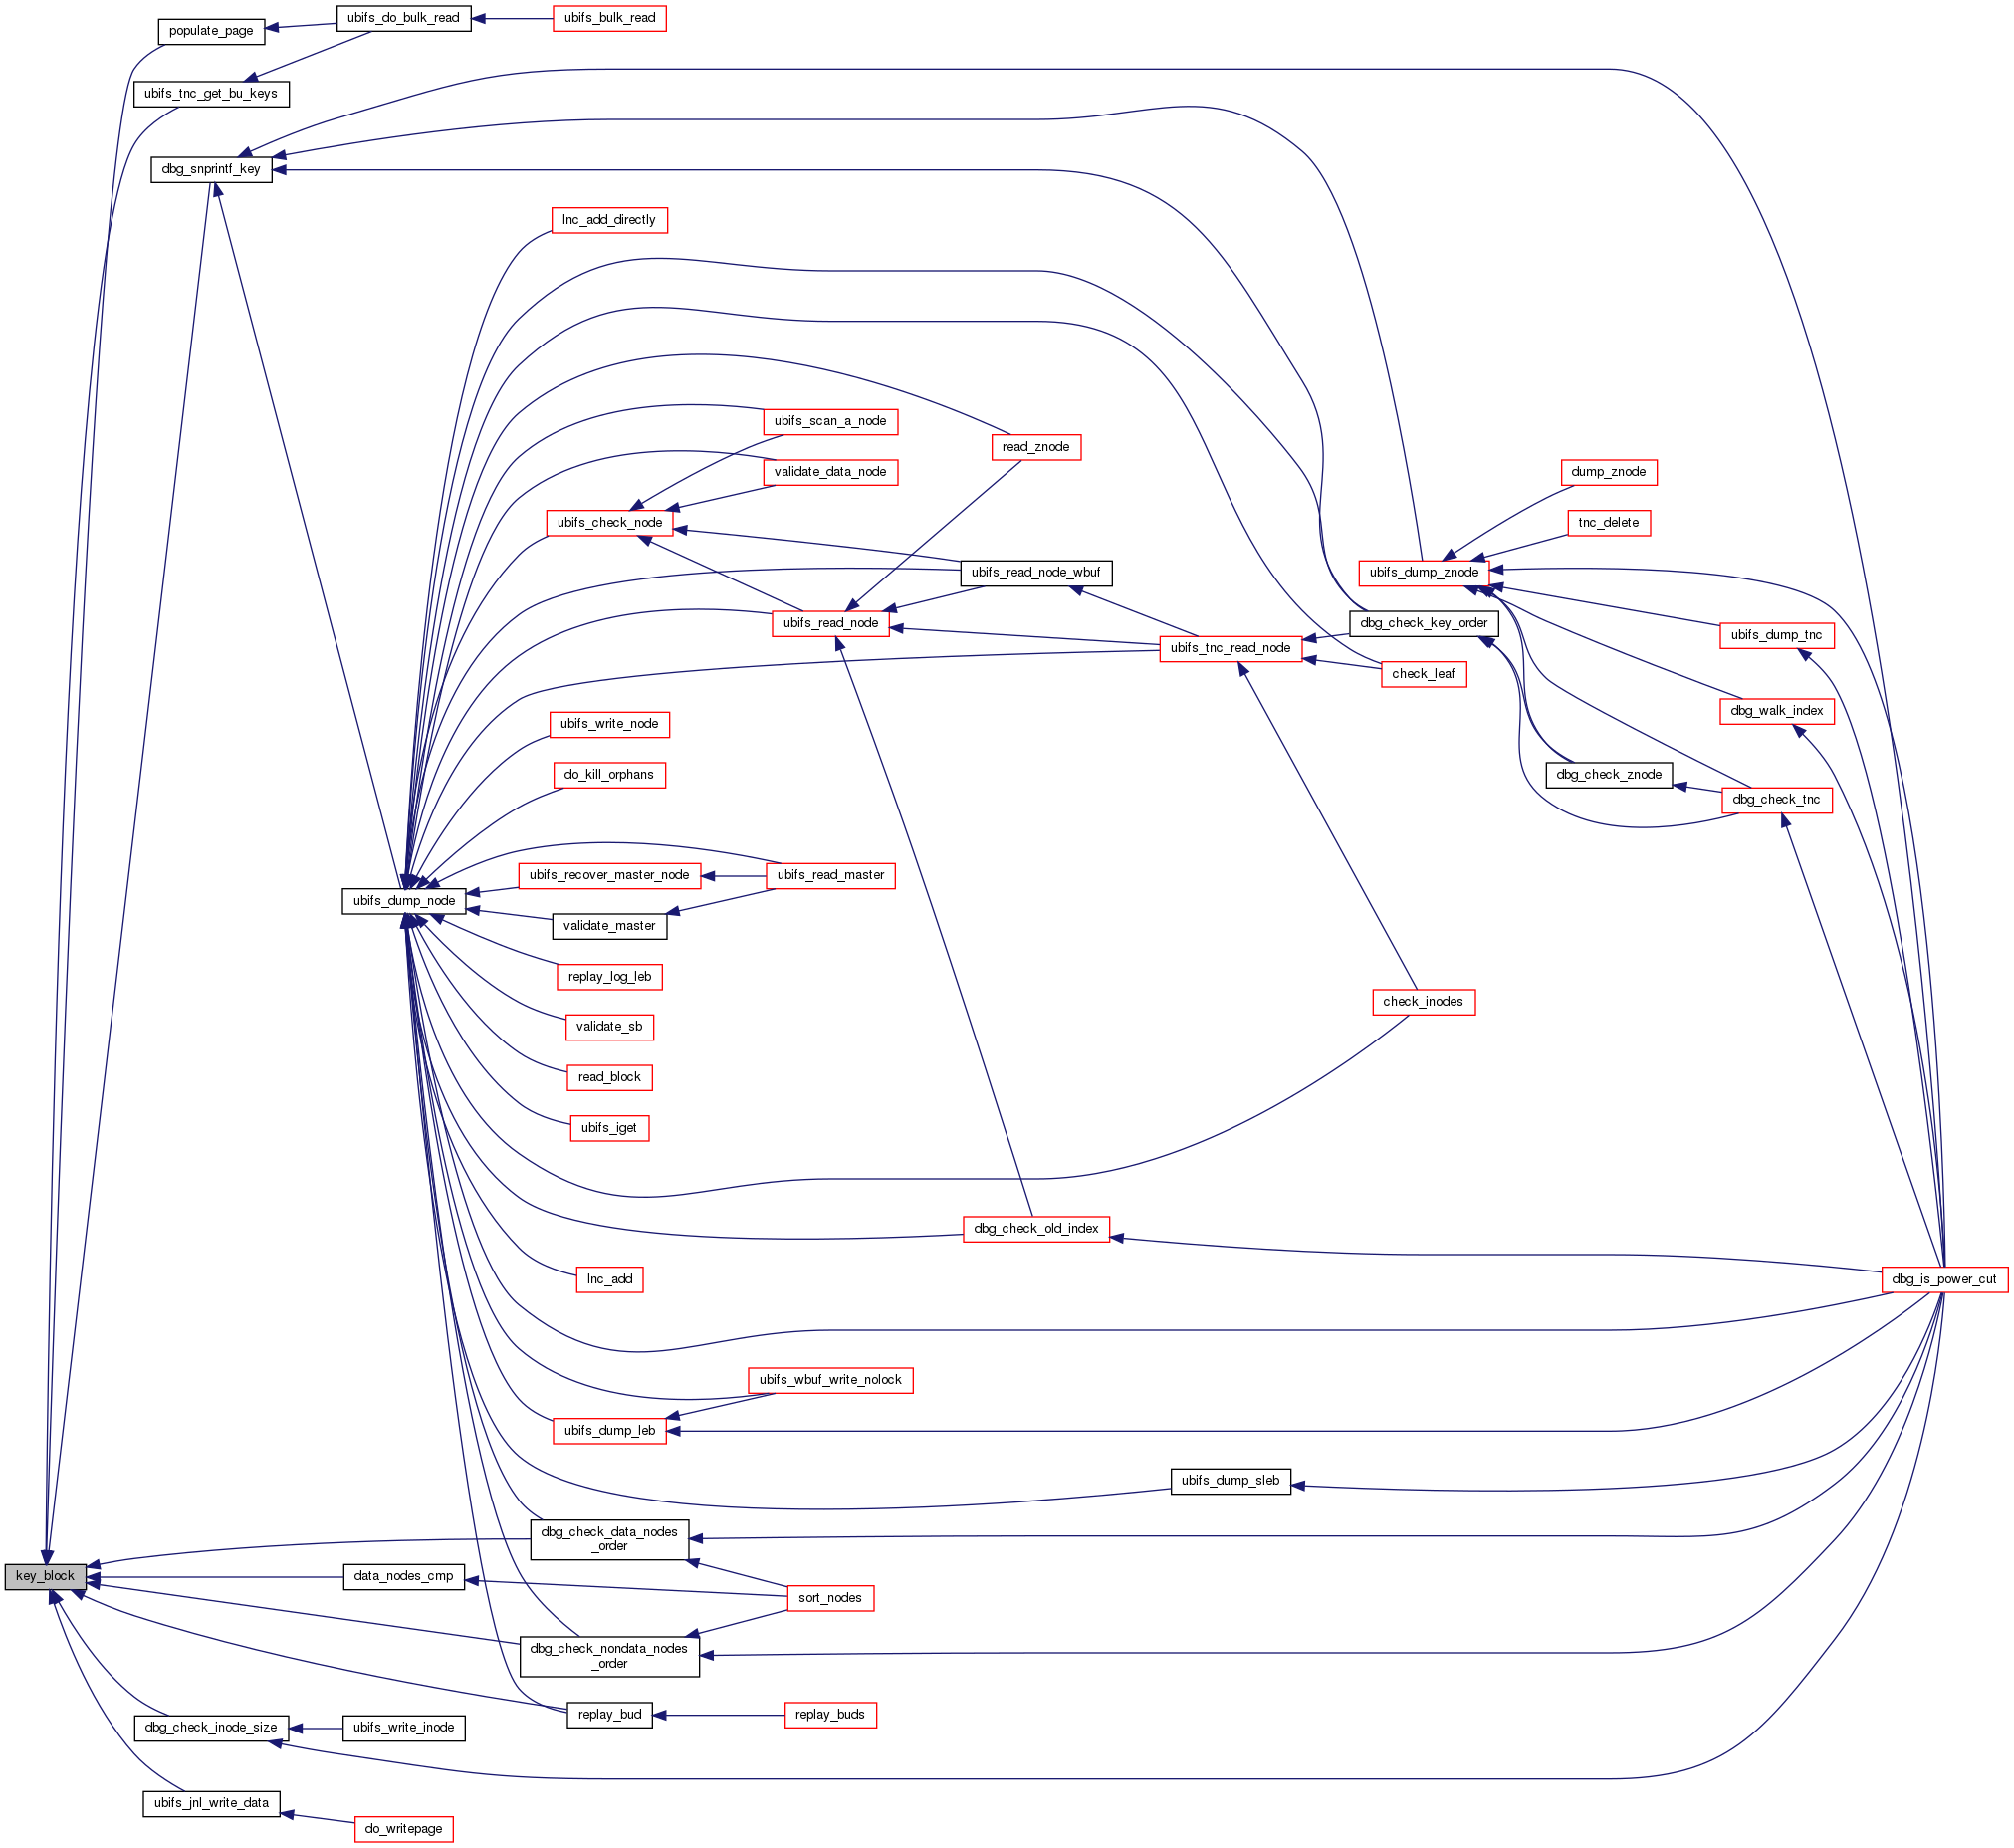 ubifs_do_bulk_read
ubifs_bulk_read
populate_page
ubifs_tnc_get_bu_keys
dbg_snprintf_key
lnc_add_directly
ubifs_scan_a_node
read_znode
validate_data_node
dump_znode
ubifs_check_node
tnc_delete
ubifs_read_node_wbuf
ubifs_dump_znode
ubifs_read_node
dbg_check_key_order
ubifs_dump_tnc
ubifs_tnc_read_node
check_leaf
dbg_walk_index
ubifs_write_node
do_kill_orphans
dbg_check_znode
dbg_check_tnc
ubifs_recover_master_node
ubifs_read_master
ubifs_dump_node
validate_master
replay_log_leb
check_inodes
validate_sb
read_block
ubifs_iget
dbg_check_old_index
lnc_add
dbg_is_power_cut
ubifs_wbuf_write_nolock
ubifs_dump_leb
ubifs_dump_sleb
dbg_check_data_nodes
_order
key_block
data_nodes_cmp
sort_nodes
dbg_check_nondata_nodes
_order
replay_bud
replay_buds
dbg_check_inode_size
ubifs_write_inode
ubifs_jnl_write_data
do_writepage